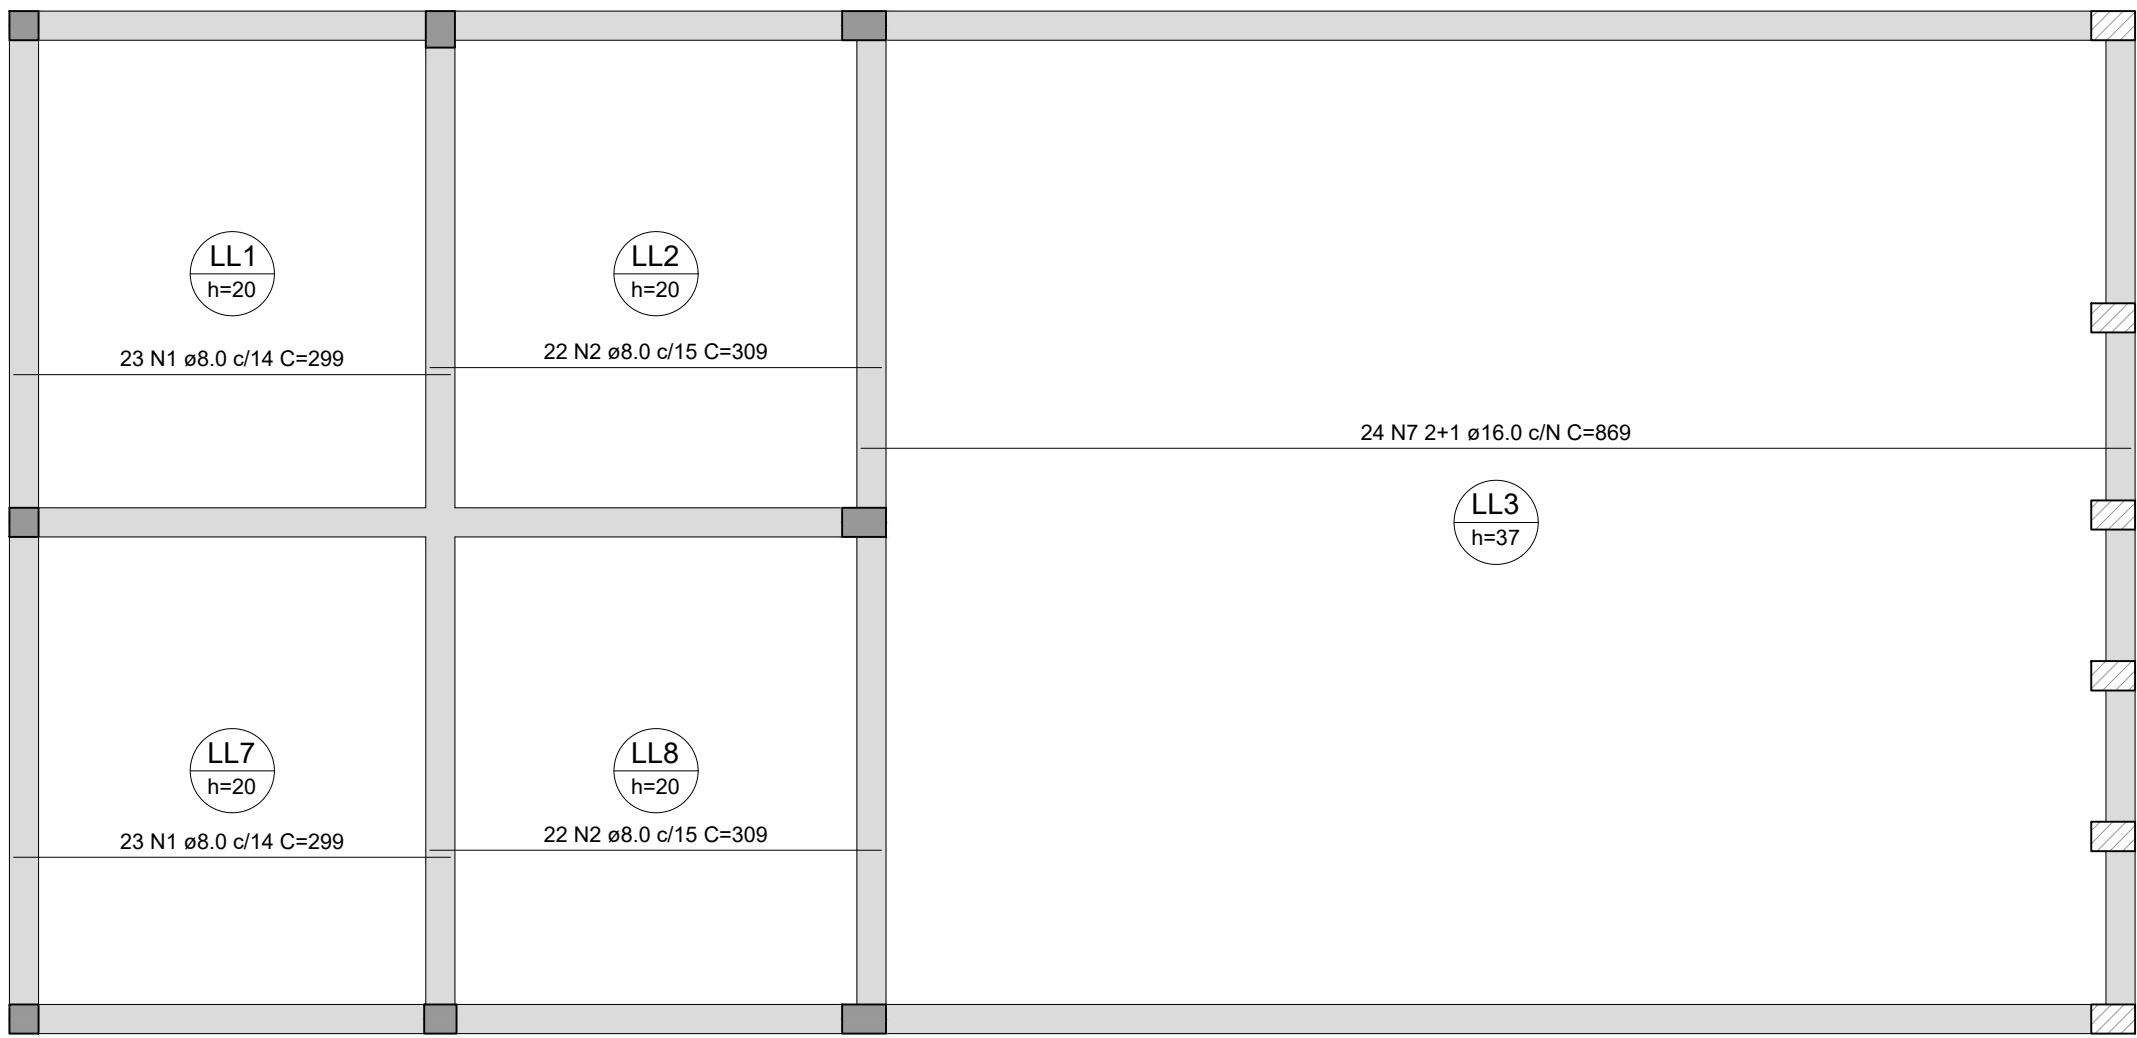 LL1
h=20
LL2
h=20
23 N1 ø8.0 c/14 C=299
22 N2 ø8.0 c/15 C=309
24 N7 2+1 ø16.0 c/N C=869
LL3
h=37
LL7
h=20
LL8
h=20
23 N1 ø8.0 c/14 C=299
22 N2 ø8.0 c/15 C=309